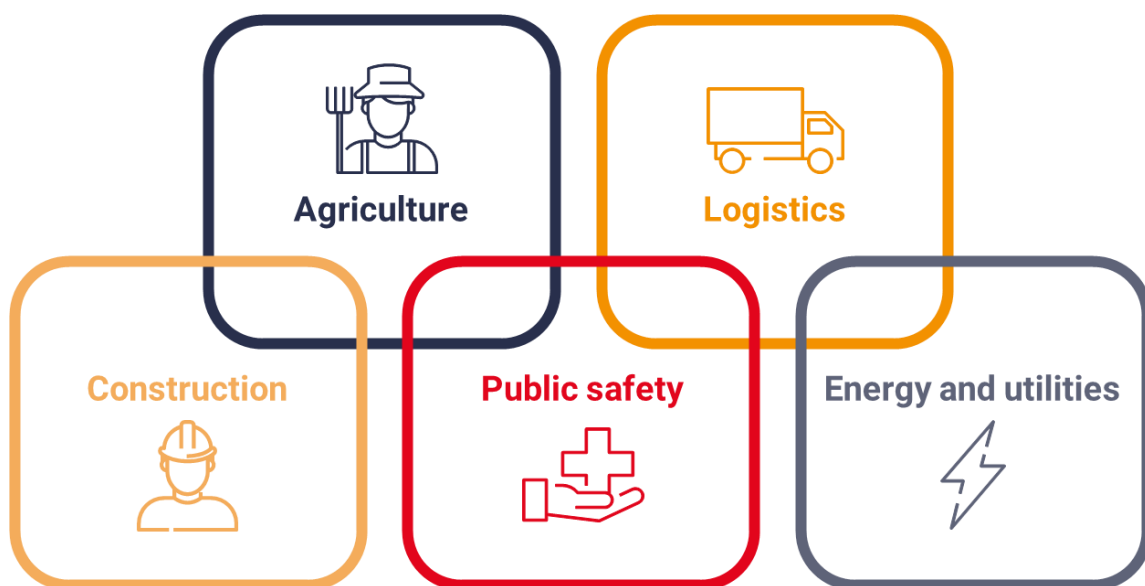 Agriculture
Logistics
Construction
Public safety
Energy and utilities